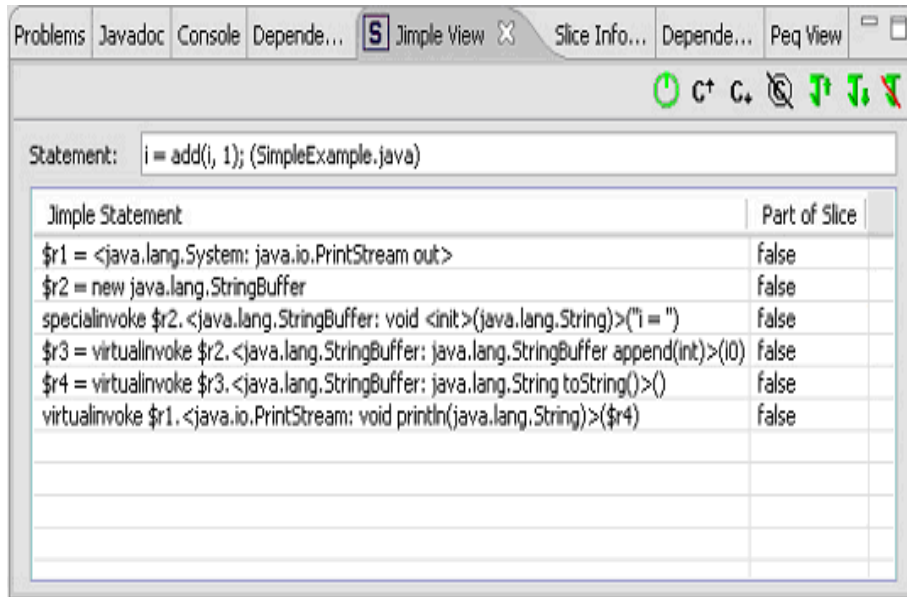 Problems Javadoc Console Depende... S Jimple View Slice Info... Depende... Peq View
Statement: i = add(i, 1); (SimpleExample.java)
Jimple Statement Part of Slice
$r1 = <java.lang.System: java.io.PrintStream out> false
$r2 = new java.lang.StringBuffer false
specialinvoke $r2.<java.lang.StringBuffer: void <init>(java.lang.String)>("i = ") false
$r3 = virtualinvoke $r2.<java.lang.StringBuffer: java.lang.StringBuffer append(int)>(i0) false
$r4 = virtualinvoke $r3.<java.lang.StringBuffer: java.lang.String toString()>() false
virtualinvoke $r1.<java.io.PrintStream: void println(java.lang.String)>($r4) false